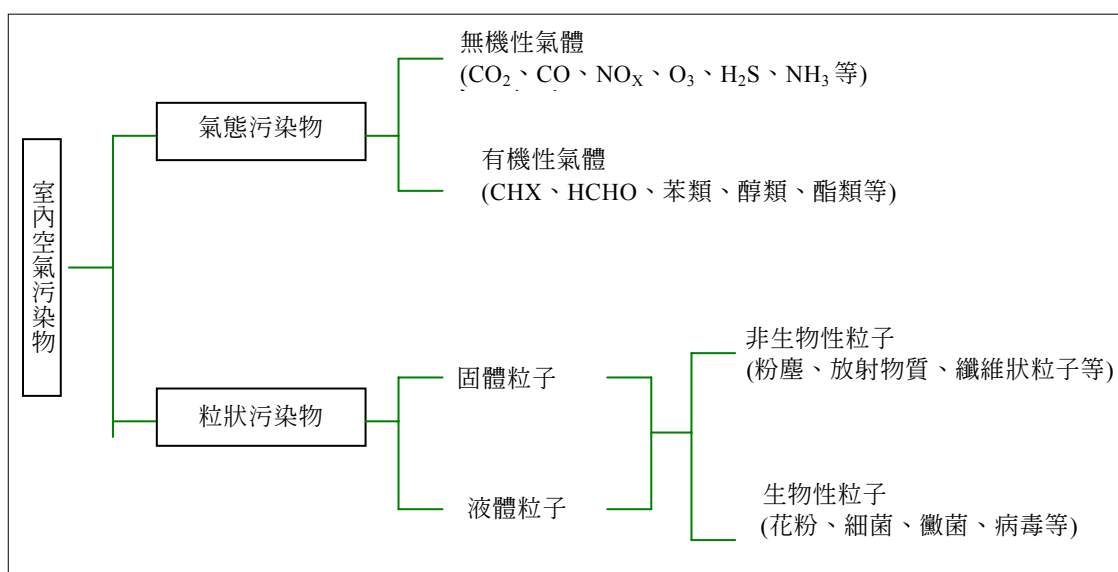 室內空氣污染物
氣態污染物
無機性氣體
(CO₂、CO、NOX、O₃、H₂S、NH₃等)
有機性氣體
(CHX、HCHO、苯類、醇類、酯類等)
粒狀污染物
固體粒子
液體粒子
非生物性粒子
(粉塵、放射物質、纖維狀粒子等)
生物性粒子
(花粉、細菌、黴菌、病毒等)